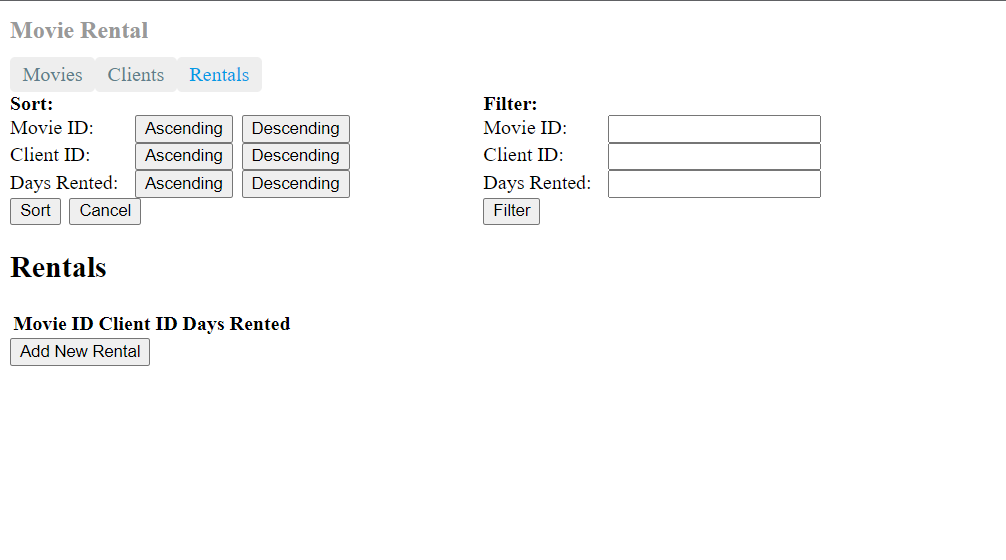 Movie Rental
Movies Clients Rentals
Sort:
Movie ID: Ascending Descending
Client ID: Ascending Descending
Days Rented: Ascending Descending
Sort Cancel
Filter:
Movie ID:
Client ID:
Days Rented:
Filter
Rentals
Movie ID Client ID Days Rented
Add New Rental